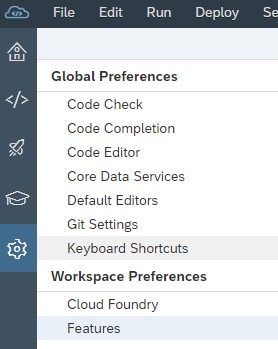 File Edit Run Deploy Se
Global Preferences
Code Check
Code Completion
Code Editor
Core Data Services
Default Editors
Git Settings
Keyboard Shortcuts
Workspace Preferences
Cloud Foundry
Features